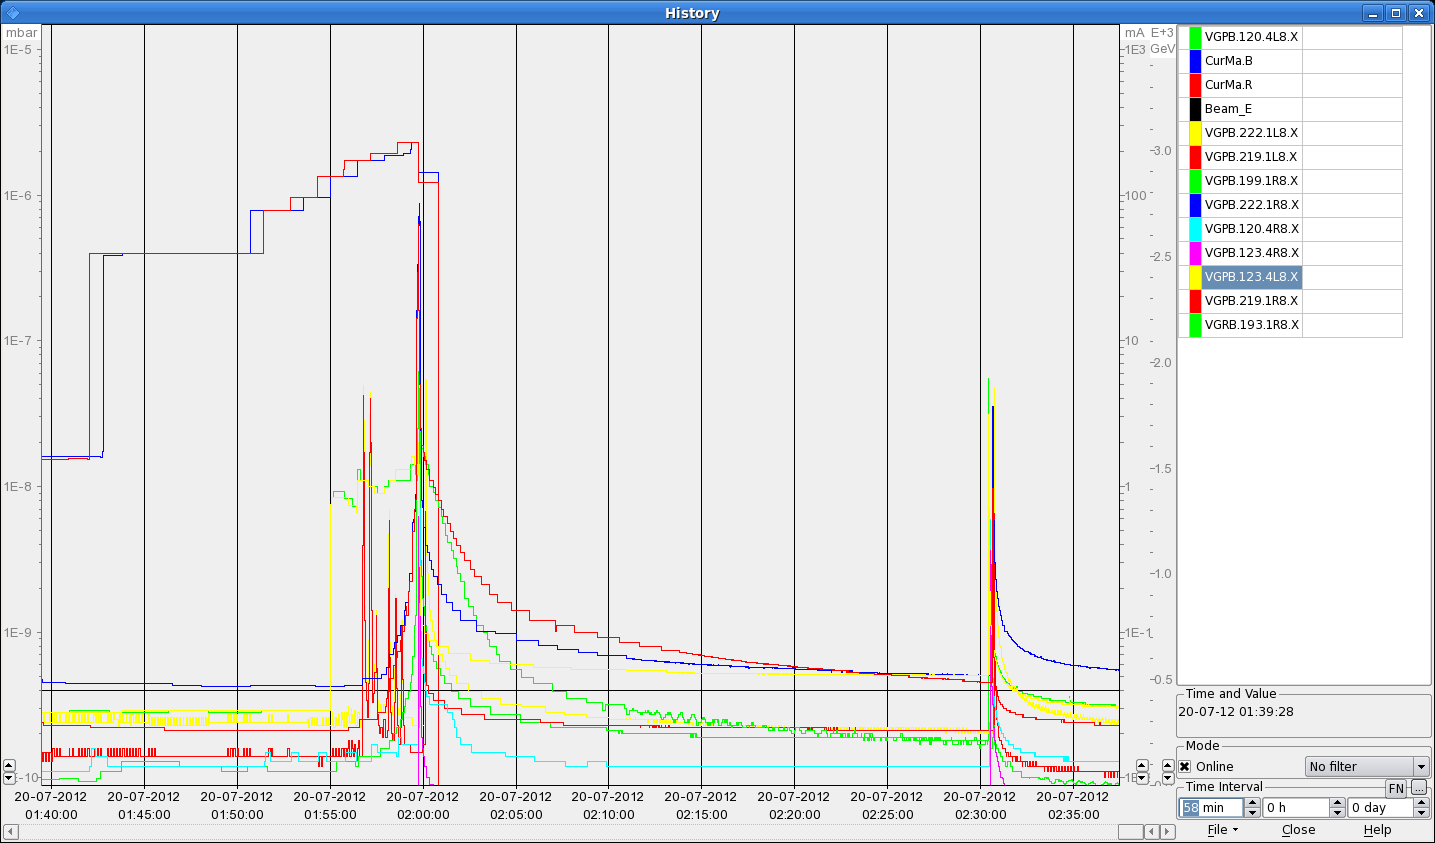 History
mbar
mA E+3
GeV
1E-5
1E-6
1E-7
1E-8
1E-9
E-10
1E3
100
10
1
1E-1
-3.0
-2.5
-2.0
-1.5
-1.0
-0.5
20-07-2012 20-07-2012 20-07-2012 20-07-2012 20-07-2012 20-07-2012 20-07-2012 20-07-2012 20-07-2012 20-07-2012 20-07-2012 20-07-2012
01:40:00 01:45:00 01:50:00 01:55:00 02:00:00 02:05:00 02:10:00 02:15:00 02:20:00 02:25:00 02:30:00 02:35:00
VGPB.120.4L8.X
CurMa.B
CurMa.R
Beam_E
VGPB.222.1L8.X
VGPB.219.1L8.X
VGPB.199.1R8.X
VGPB.222.1R8.X
VGPB.120.4R8.X
VGPB.123.4R8.X
VGPB.123.4L8.X
VGPB.219.1R8.X
VGRB.193.1R8.X
Time and Value
20-07-12 01:39:28
Mode
Online No filter
Time Interval FN ...
58 min 0 h 0 day
File Close Help